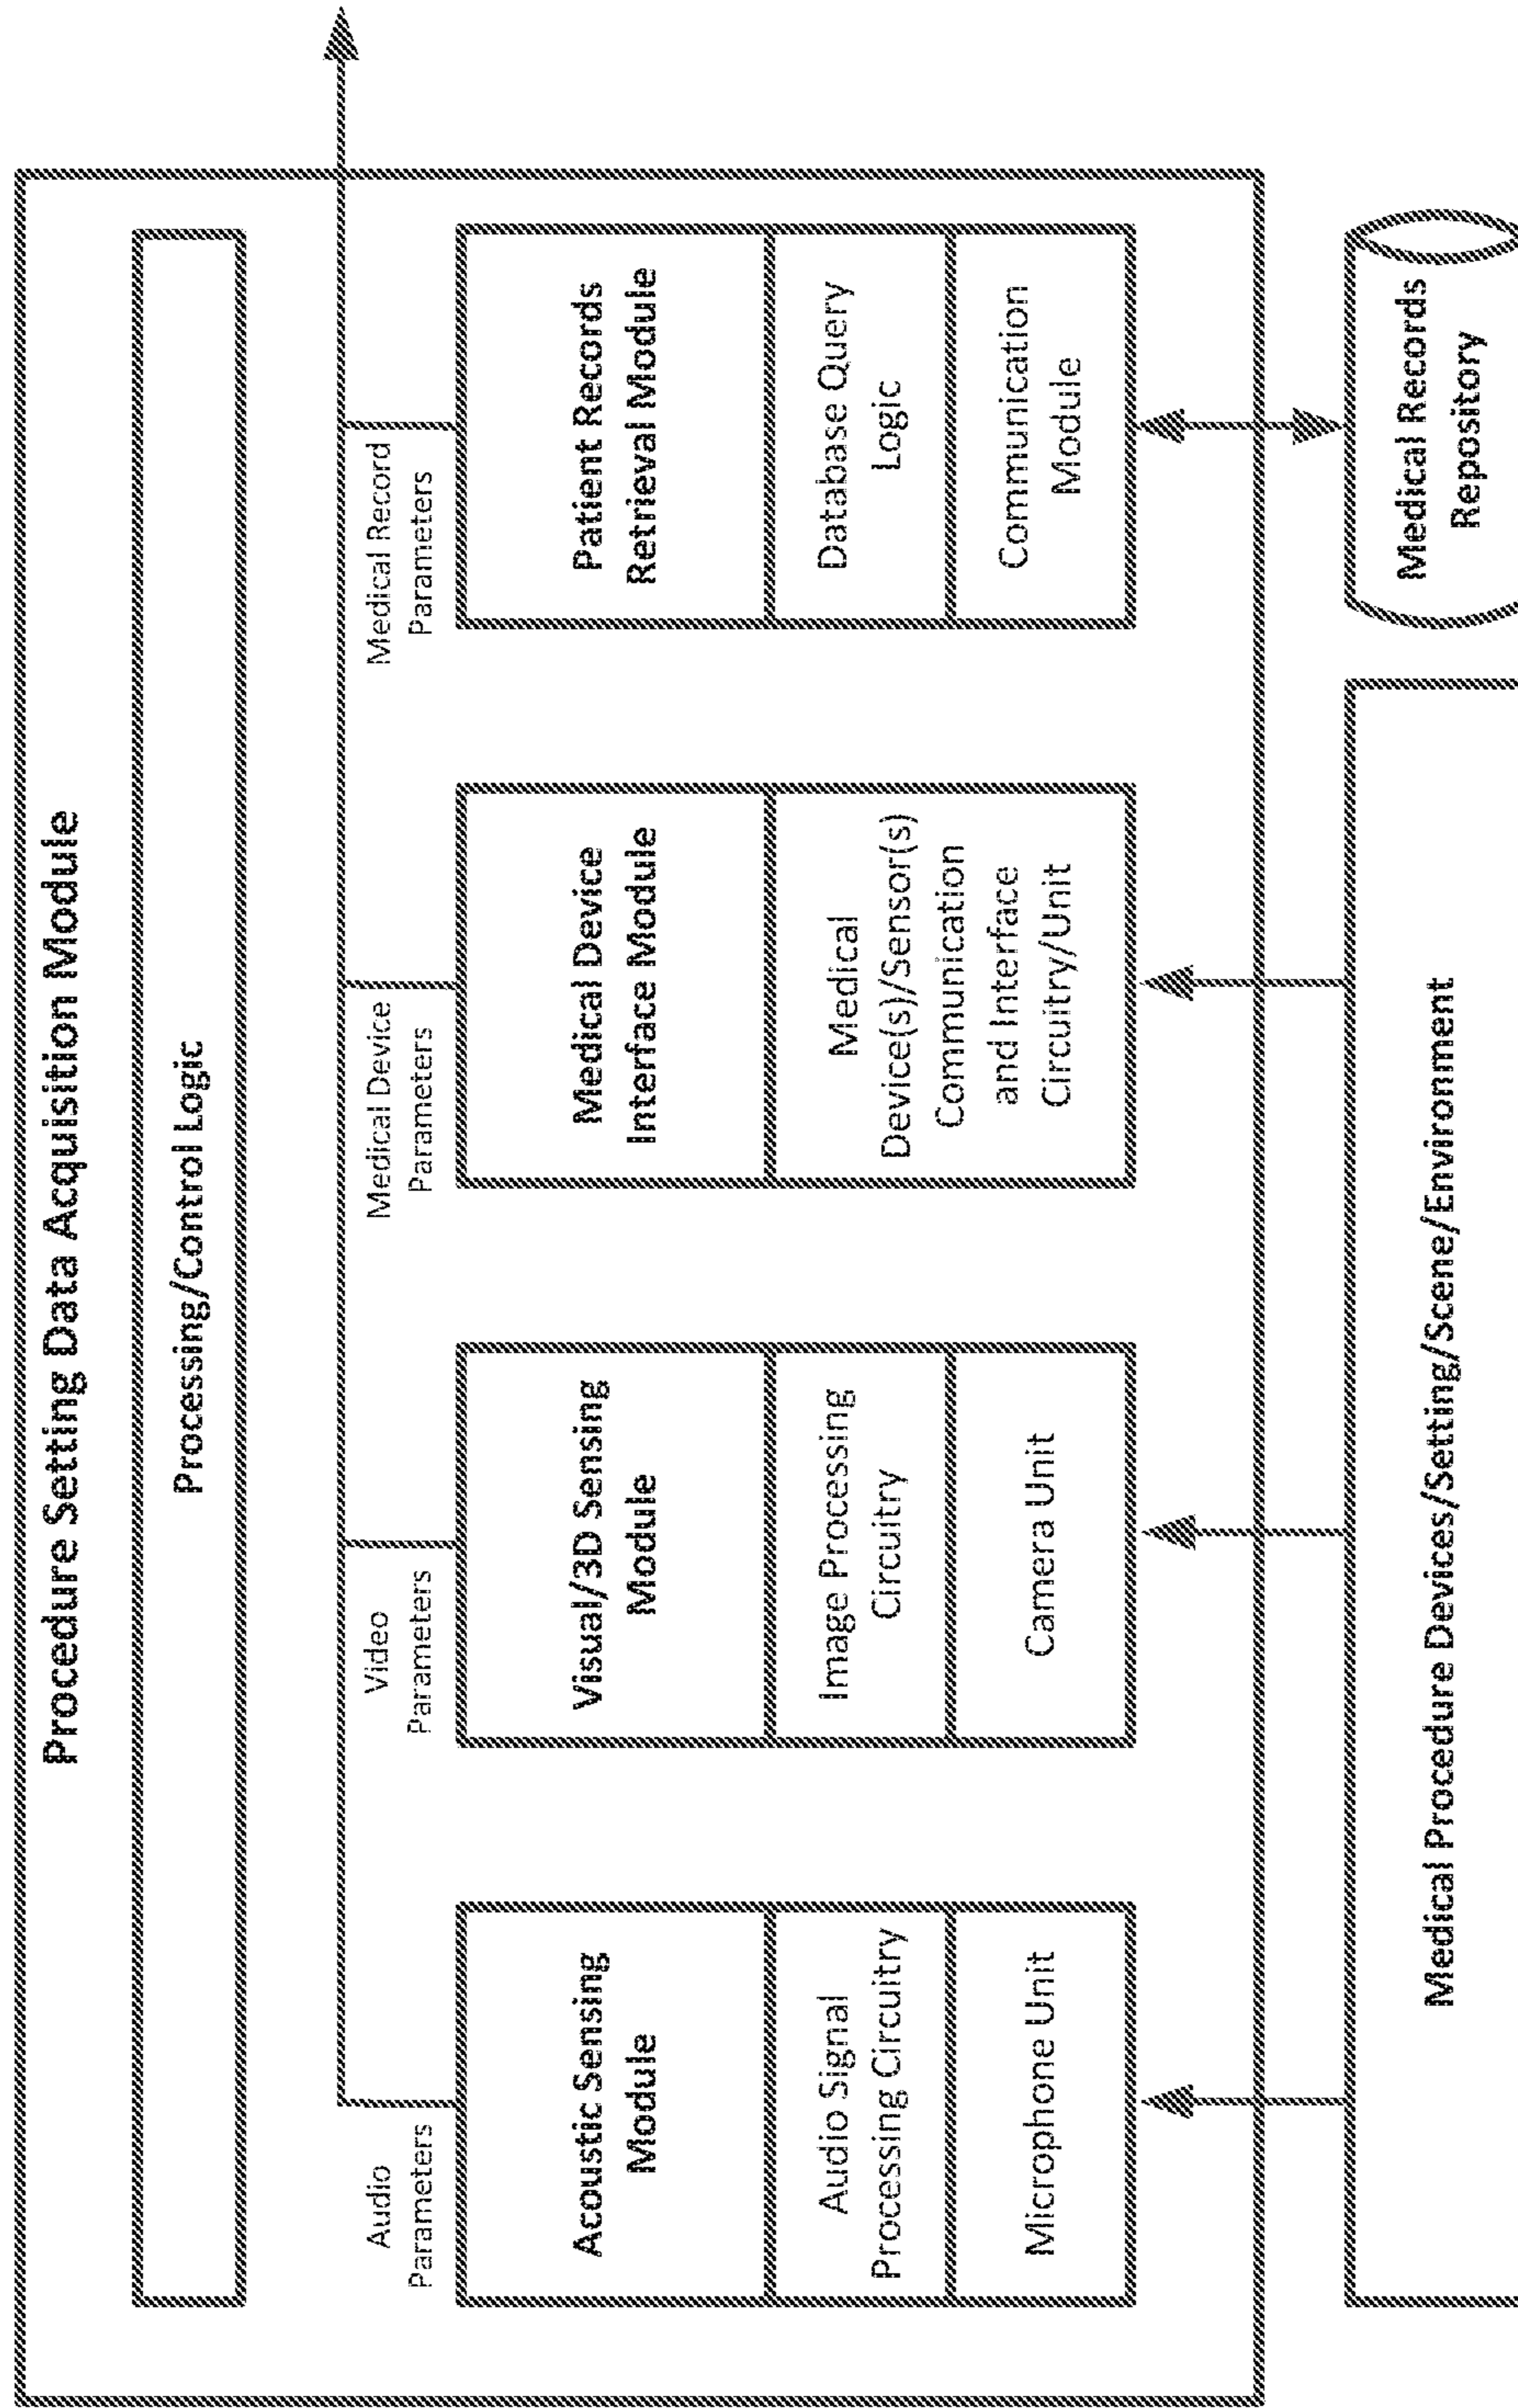 Procedure Setting Data Acquisition Module
Processing/Control Logic
Audio
Parameters
Video
Parameters
Medical Device
Parameters
Medical Record
Parameters
Acoustic Sensing
Module
Audio Signal
Processing Circuitry
Microphone Unit
Visual/3D Sensing
Module
Image Processing
Circuitry
Camera Unit
Medical Device
Interface Module
Medical
Device(s)/Sensor(s)
Communication
and Interface
Circuitry/Unit
Patient Records
Retrieval Module
Database Query
Logic
Communication
Module
Medical Procedure Devices/Setting/Scene/Environment
Medical Records
Repository